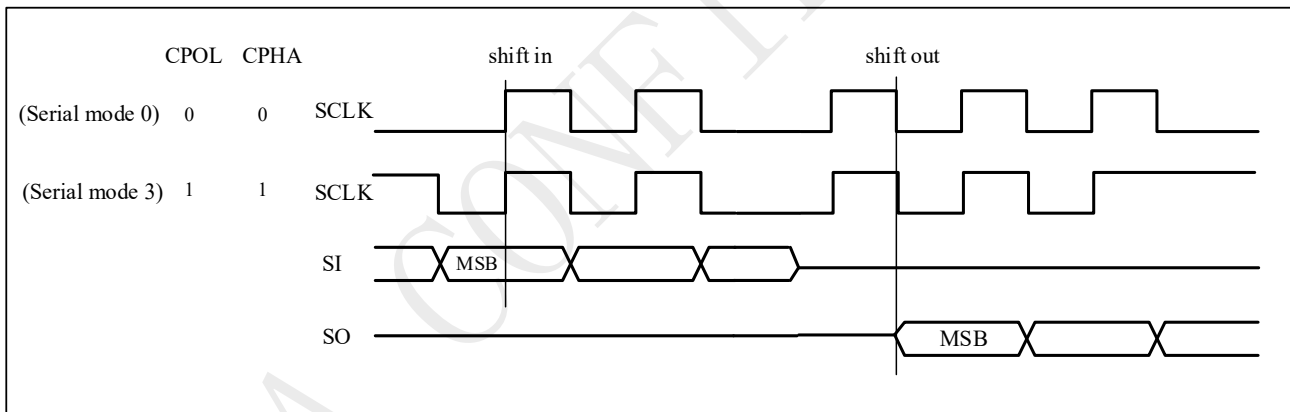 CPOL CPHA shift in shift out
(Serial mode 0) 0 0 SCLK
(Serial mode 3) 1 1 SCLK
SI MSB
SO MSB